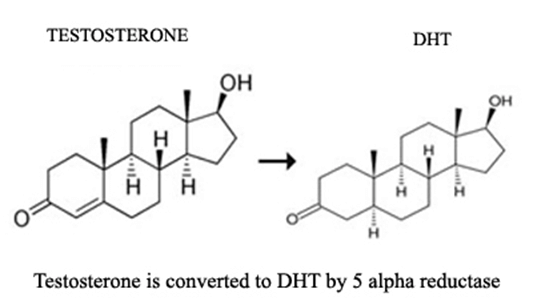 TESTOSTERONE
DHT
OH
H
H
H
O
OH
H
H
H
O
H
Testosterone is converted to DHT by 5 alpha reductase